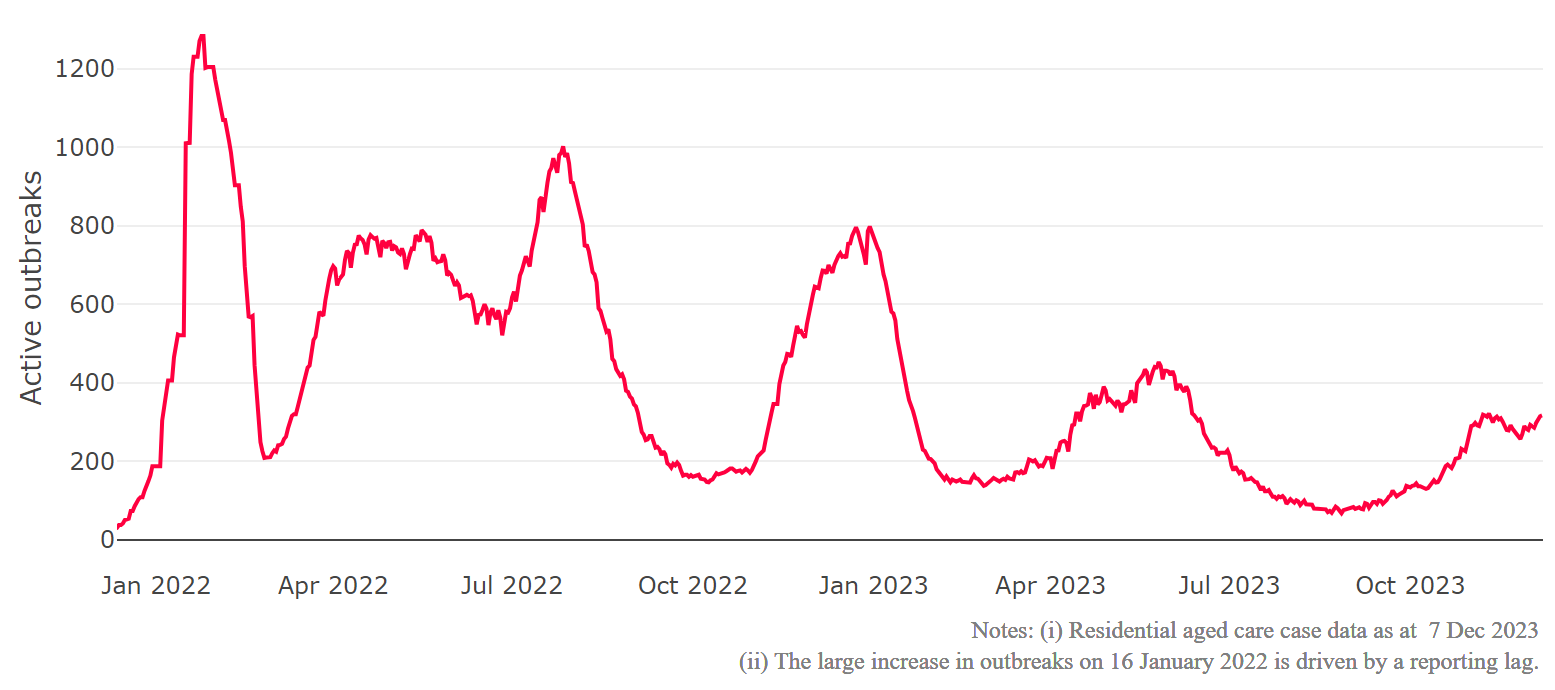 Active outbreaks
1200
1000
800
600
400
200
0
Jan 2022 Apr 2022 Jul 2022 Oct 2022 Jan 2023 Apr 2023 Jul 2023 Oct 2023
Notes: (i) Residential aged care case data as at 7 Dec 2023
(ii) The large increase in outbreaks on 16 January 2022 is driven by a reporting lag.